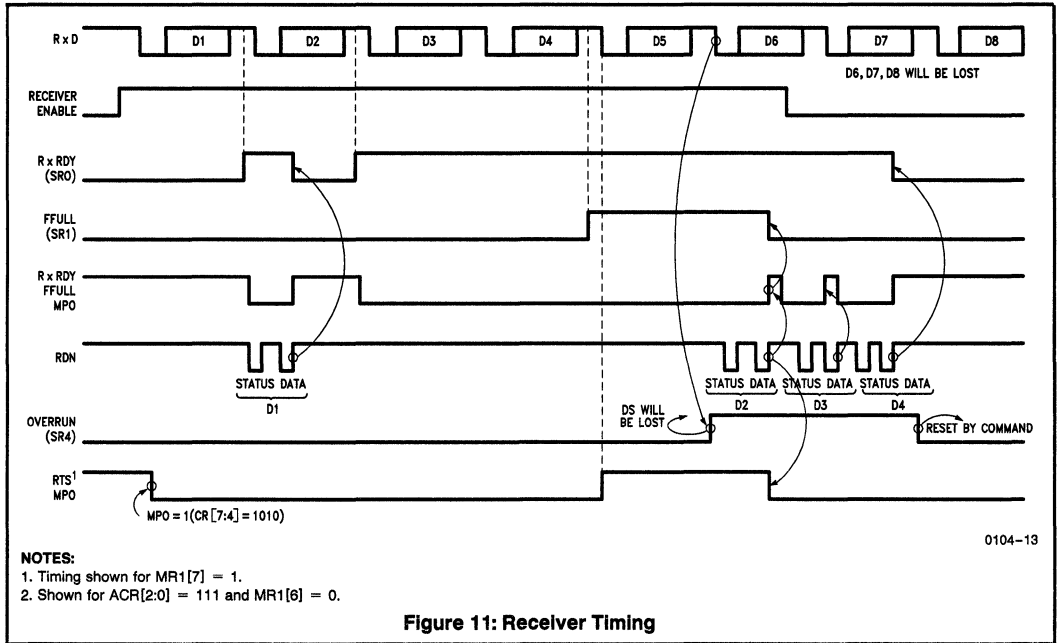 R x D
D1 D2 D3 D4 D5 D6 D7 D8
D6, D7, D8 WILL BE LOST
RECEIVER
ENABLE
R x RDY
(SR0)
FFULL
(SR1)
R x RDY
FFULL
MPO
RDN
STATUS DATA
D1
STATUS DATA
D2
STATUS DATA
D3
STATUS DATA
D4
OVERRUN
(SR4)
DS WILL
BE LOST
RESET BY COMMAND
RTS1
MPO
MPO = 1(CR [7:4] = 1010)
0104–13
NOTES:
1. Timing shown for MR1[7] = 1.
2. Shown for ACR[2:0] = 111 and MR1[6] = 0.
Figure 11: Receiver Timing